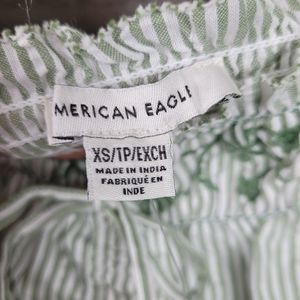 MERICAN EAGLE
XS/TP/EXCH
MADE IN INDIA
FABRIQUÉ EN
INDE